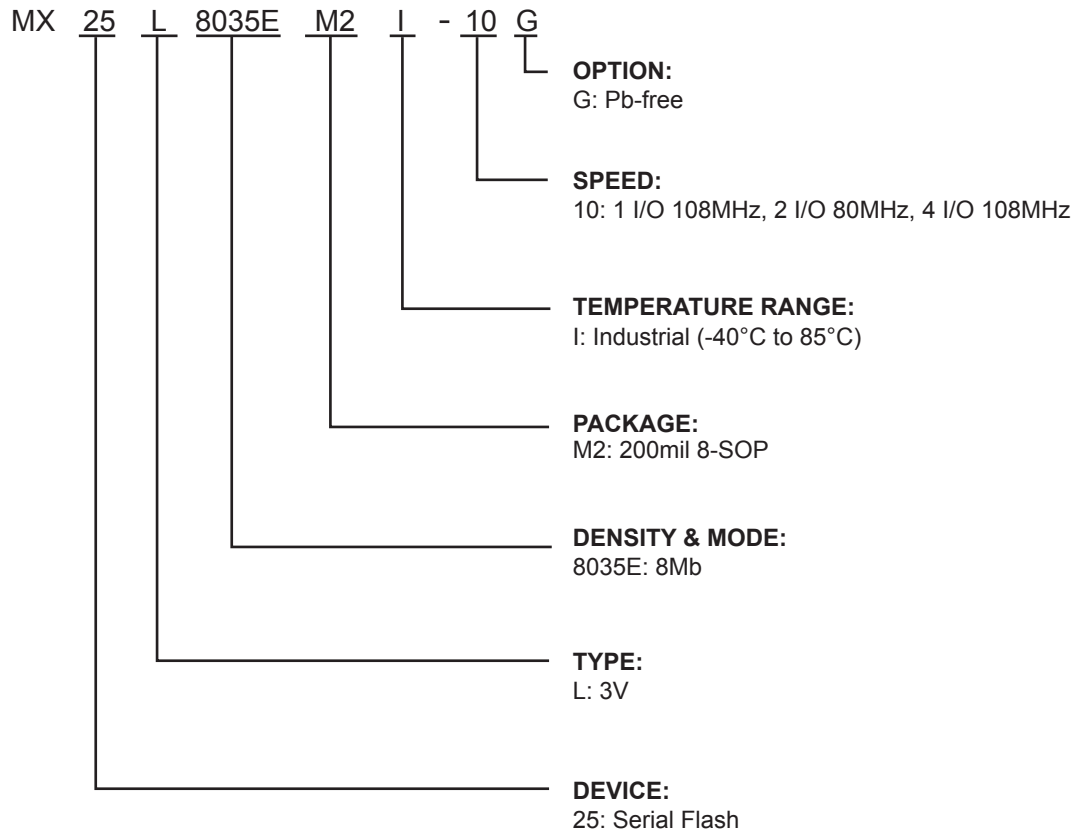 MX 25 L 8035E M2 I - 10 G
OPTION:
G: Pb-free
SPEED:
10: 1 I/O 108MHz, 2 I/O 80MHz, 4 I/O 108MHz
TEMPERATURE RANGE:
I: Industrial (-40°C to 85°C)
PACKAGE:
M2: 200mil 8-SOP
DENSITY & MODE:
8035E: 8Mb
TYPE:
L: 3V
DEVICE:
25: Serial Flash